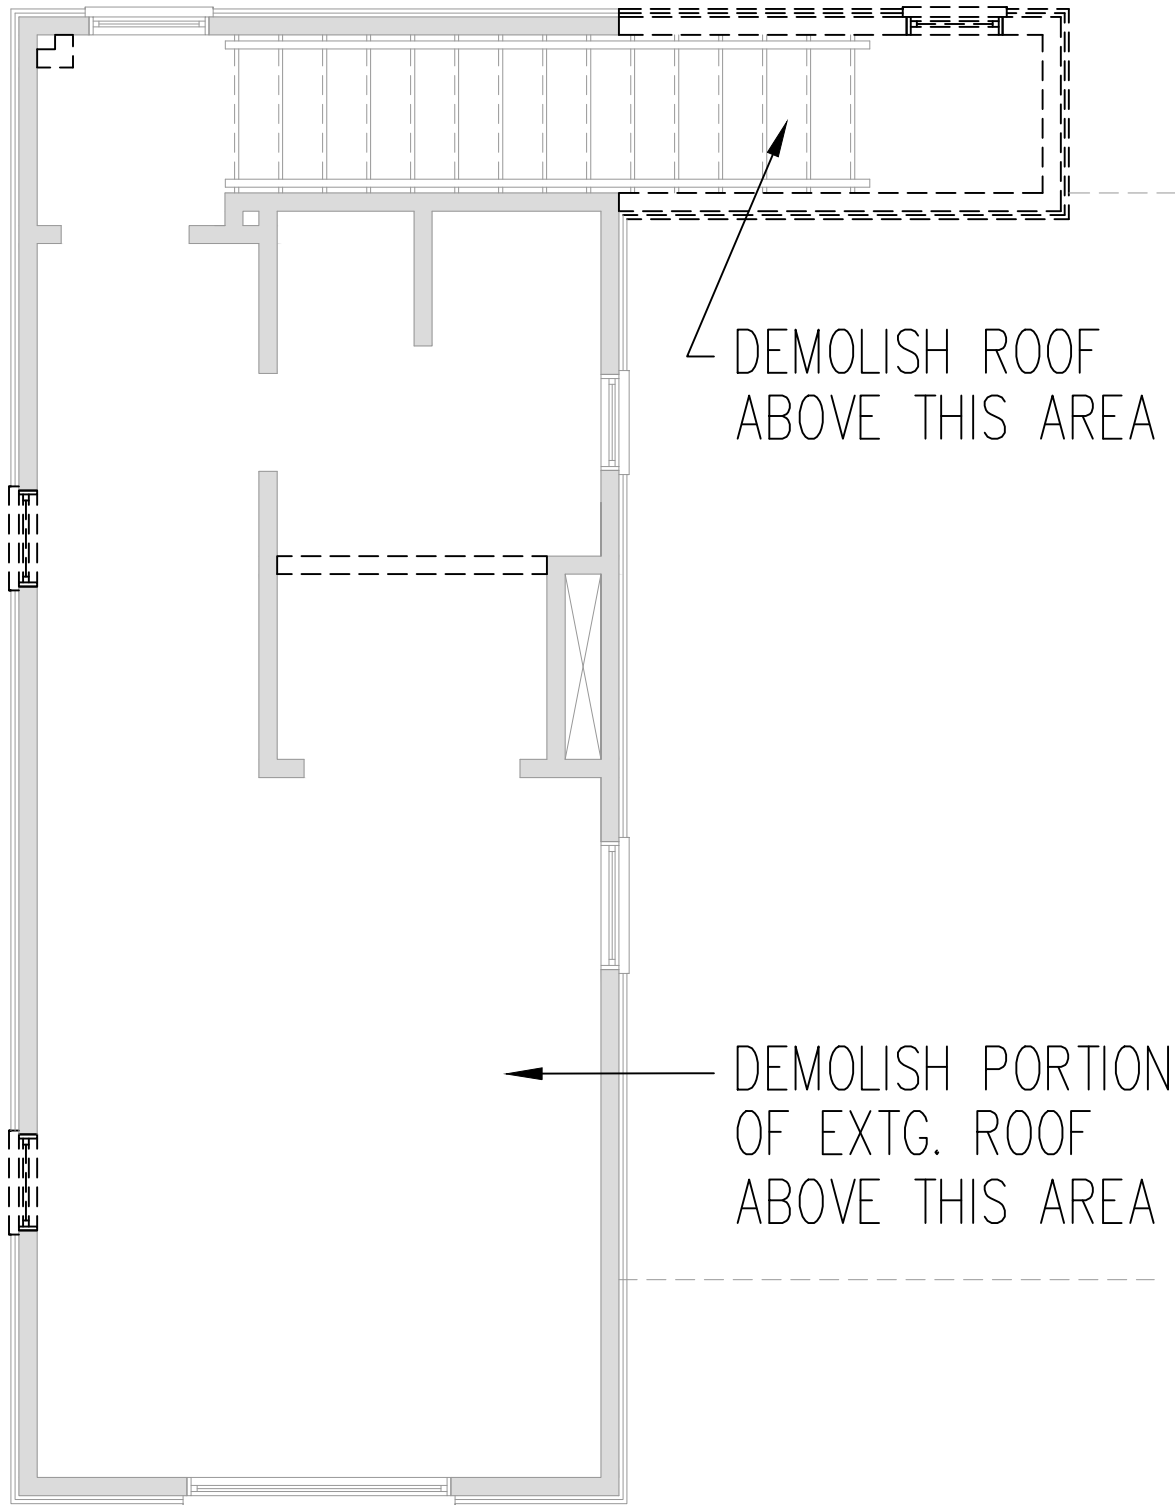 DEMOLISH ROOF
ABOVE THIS AREA
DEMOLISH PORTION
OF EXTG. ROOF
ABOVE THIS AREA